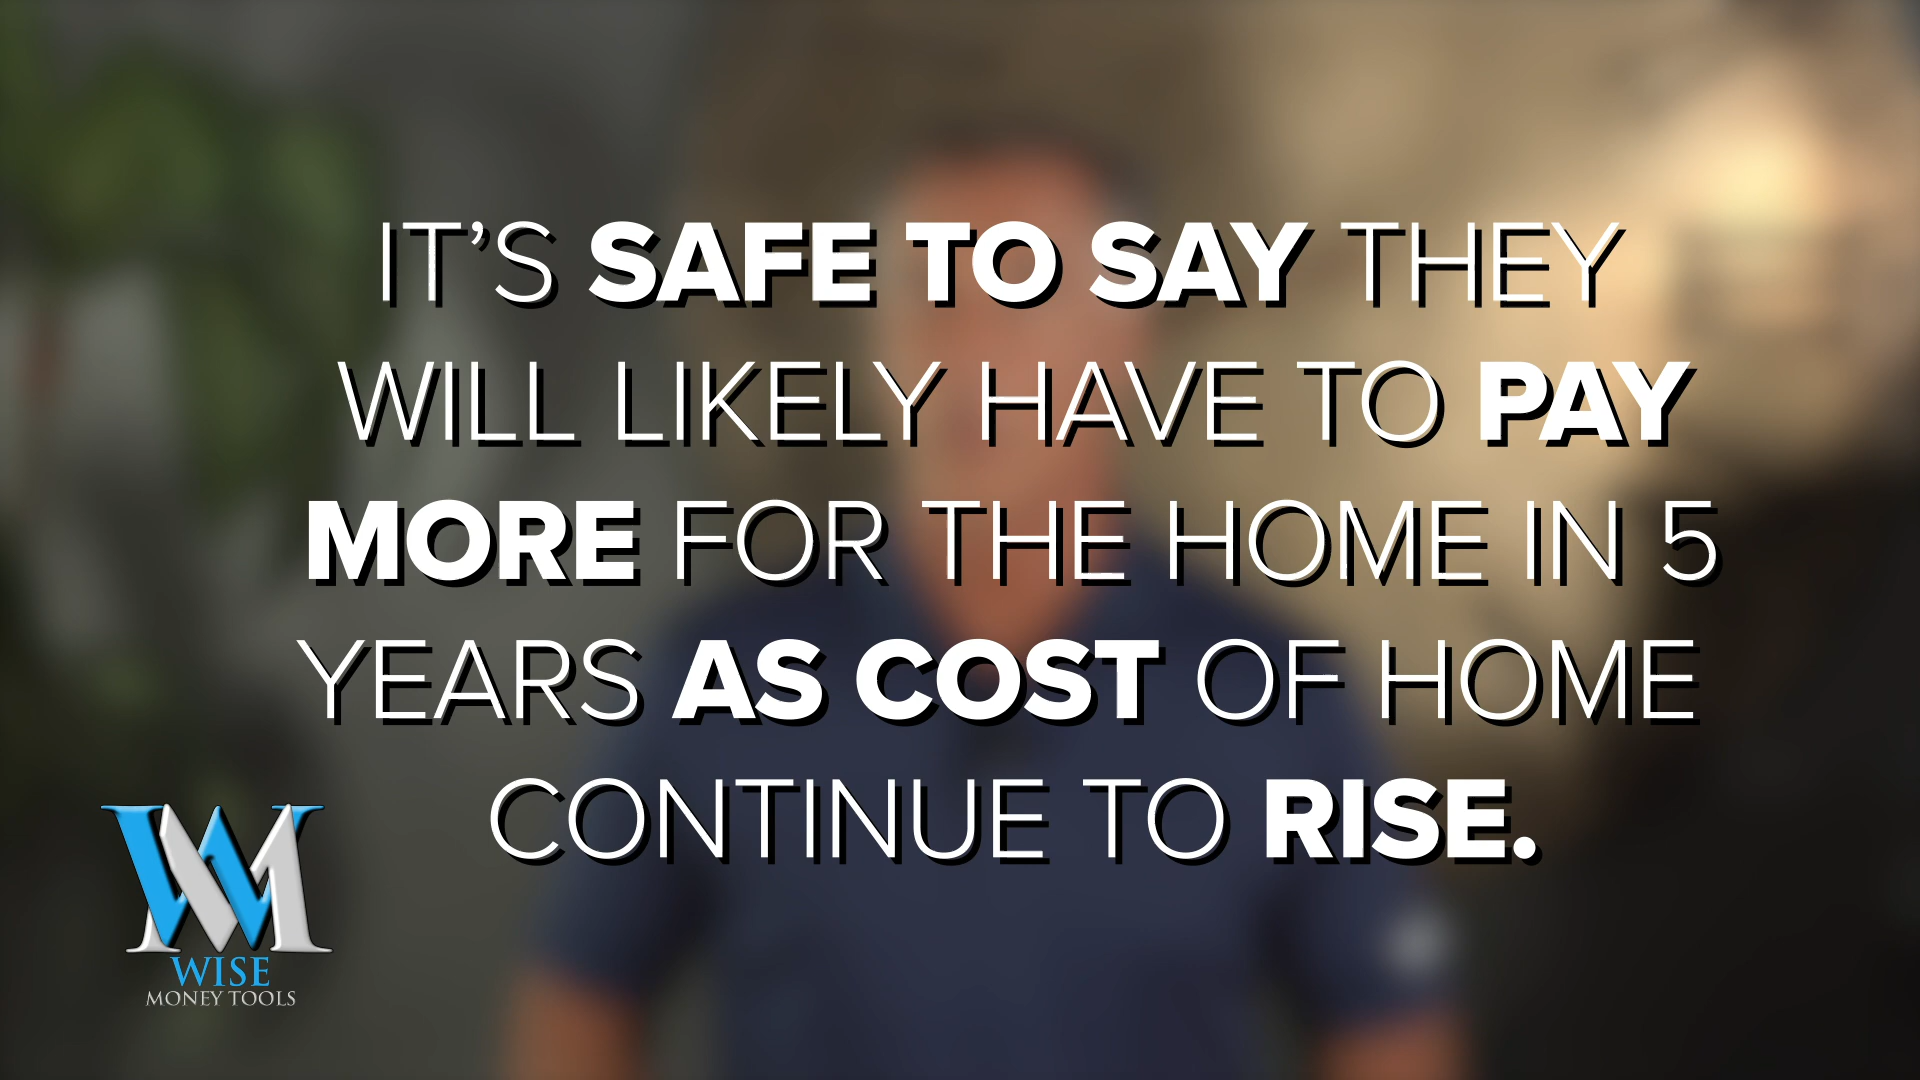 IT'S SAFE TO SAY THEY
WILL LIKELY HAVE TO PAY
MORE FOR THE HOME IN 5
YEARS AS COST OF HOME
CONTINUE TO RISE.
WM
WISE
MONEY TOOLS